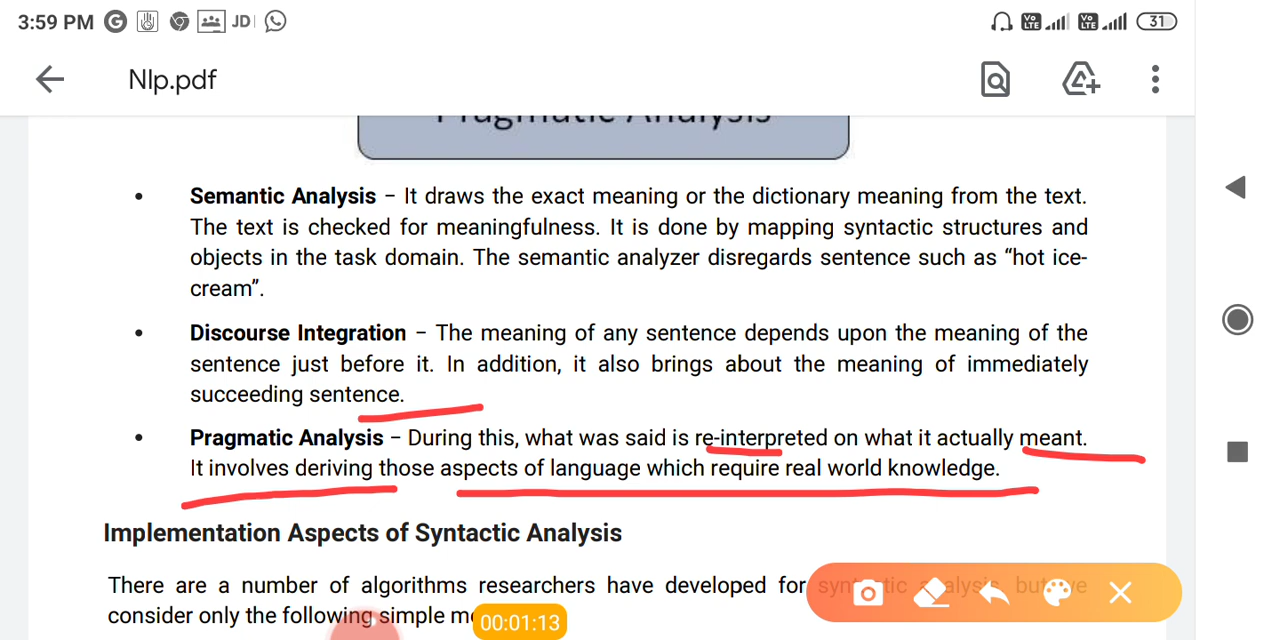 3:59 PM JD 31
Nlp.pdf
Pragmatic Analysis
• Semantic Analysis – It draws the exact meaning or the dictionary meaning from the text.
The text is checked for meaningfulness. It is done by mapping syntactic structures and
objects in the task domain. The semantic analyzer disregards sentence such as “hot ice-
cream”.
• Discourse Integration – The meaning of any sentence depends upon the meaning of the
sentence just before it. In addition, it also brings about the meaning of immediately
succeeding sentence.
• Pragmatic Analysis – During this, what was said is re-interpreted on what it actually meant.
It involves deriving those aspects of language which require real world knowledge.
Implementation Aspects of Syntactic Analysis
There are a number of algorithms researchers have developed for
consider only the following simple
00:01:13